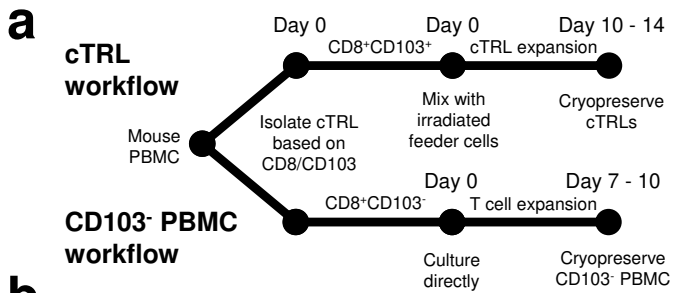 a
cTRL
workflow
Day 0
CD8⁺CD103⁺
Day 0
cTRL expansion
Day 10 - 14
Mix with
irradiated
feeder cells
Cryopreserve
cTRLs
Mouse
PBMC
Isolate cTRL
based on
CD8/CD103
CD103⁻ PBMC
workflow
CD8⁺CD103⁻
Day 0
T cell expansion
Day 7 - 10
Culture
directly
Cryopreserve
CD103⁻ PBMC
b